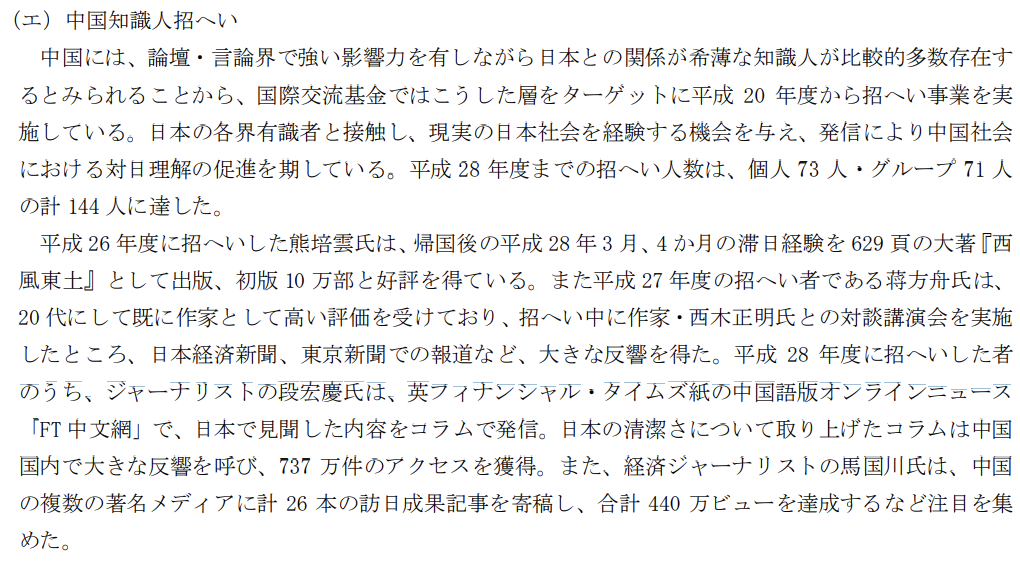 （エ）中国知識人招へい
中国には、論壇・言論界で強い影響力を有しながら日本との関係が希薄な知識人が比較的多数存在す
るとみられることから、国際交流基金ではこうした層をターゲットに平成 20 年度から招へい事業を実
施している。日本の各界有識者と接触し、現実の日本社会を経験する機会を与え、発信により中国社会
における対日理解の促進を期している。平成 28 年度までの招へい人数は、個人 73 人・グループ 71 人
の計 144 人に達した。
平成 26 年度に招へいした熊培雲氏は、帰国後の平成 28 年 3 月、4 か月の滞日経験を 629 頁の大著『西
風東土』として出版、初版 10 万部と好評を得ている。また平成 27 年度の招へい者である蒋方舟氏は、
20 代にして既に作家として高い評価を受けており、招へい中に作家・西木正明氏との対談講演会を実施
したところ、日本経済新聞、東京新聞での報道など、大きな反響を得た。平成 28 年度に招へいした者
のうち、ジャーナリストの段宏慶氏は、英フィナンシャル・タイムズ紙の中国語版オンラインニュース
「FT 中文網」で、日本で見聞した内容をコラムで発信。日本の清潔さについて取り上げたコラムは中国
国内で大きな反響を呼び、737 万件のアクセスを獲得。また、経済ジャーナリストの馬国川氏は、中国
の複数の著名メディアに計 26 本の訪日成果記事を寄稿し、合計 440 万ビューを達成するなど注目を集
めた。